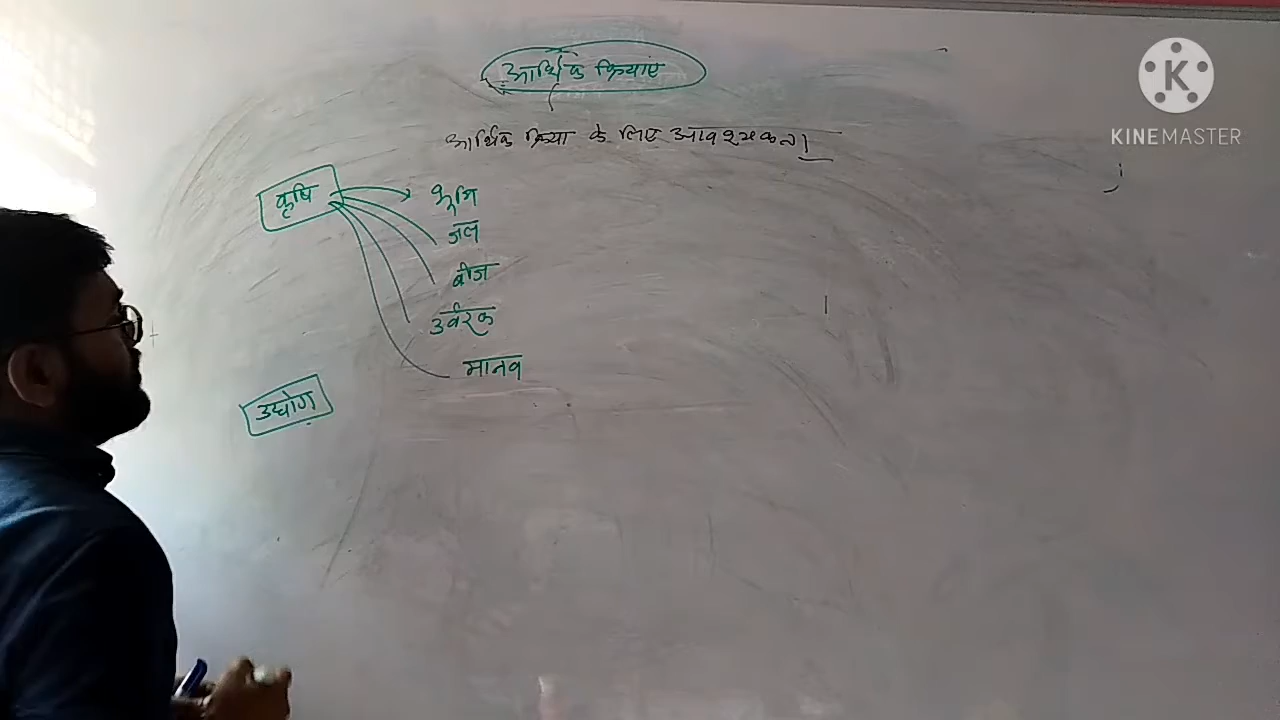 आर्थिक क्रियाएं
आर्थिक क्रिया के लिए आवश्यकता
कृषि
भूमि
जल
बीज
उर्वरक
मानव
उद्योग
KINEMASTER